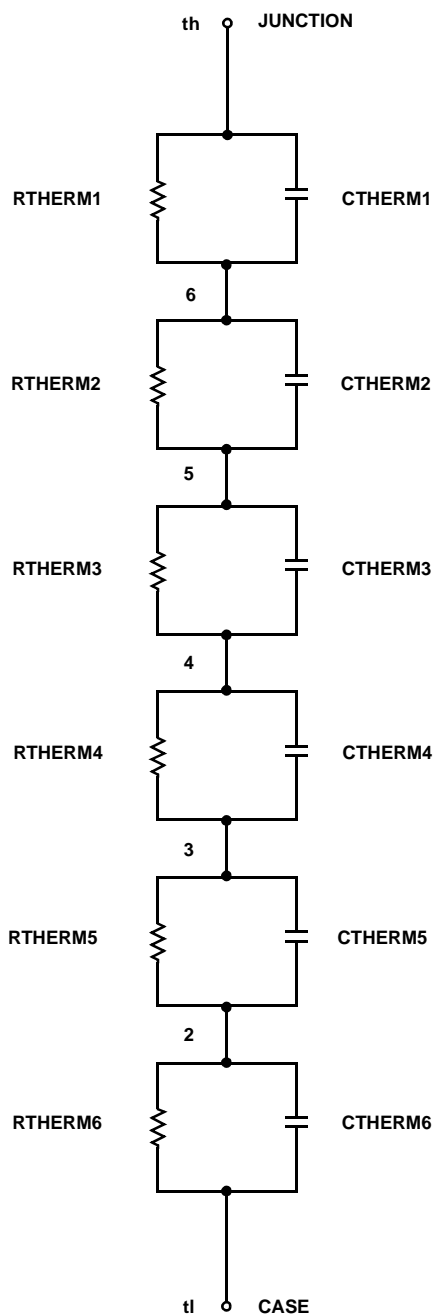 th JUNCTION
RTHERM1 CTHERM1
6
RTHERM2 CTHERM2
5
RTHERM3 CTHERM3
4
RTHERM4 CTHERM4
3
RTHERM5 CTHERM5
2
RTHERM6 CTHERM6
tl CASE